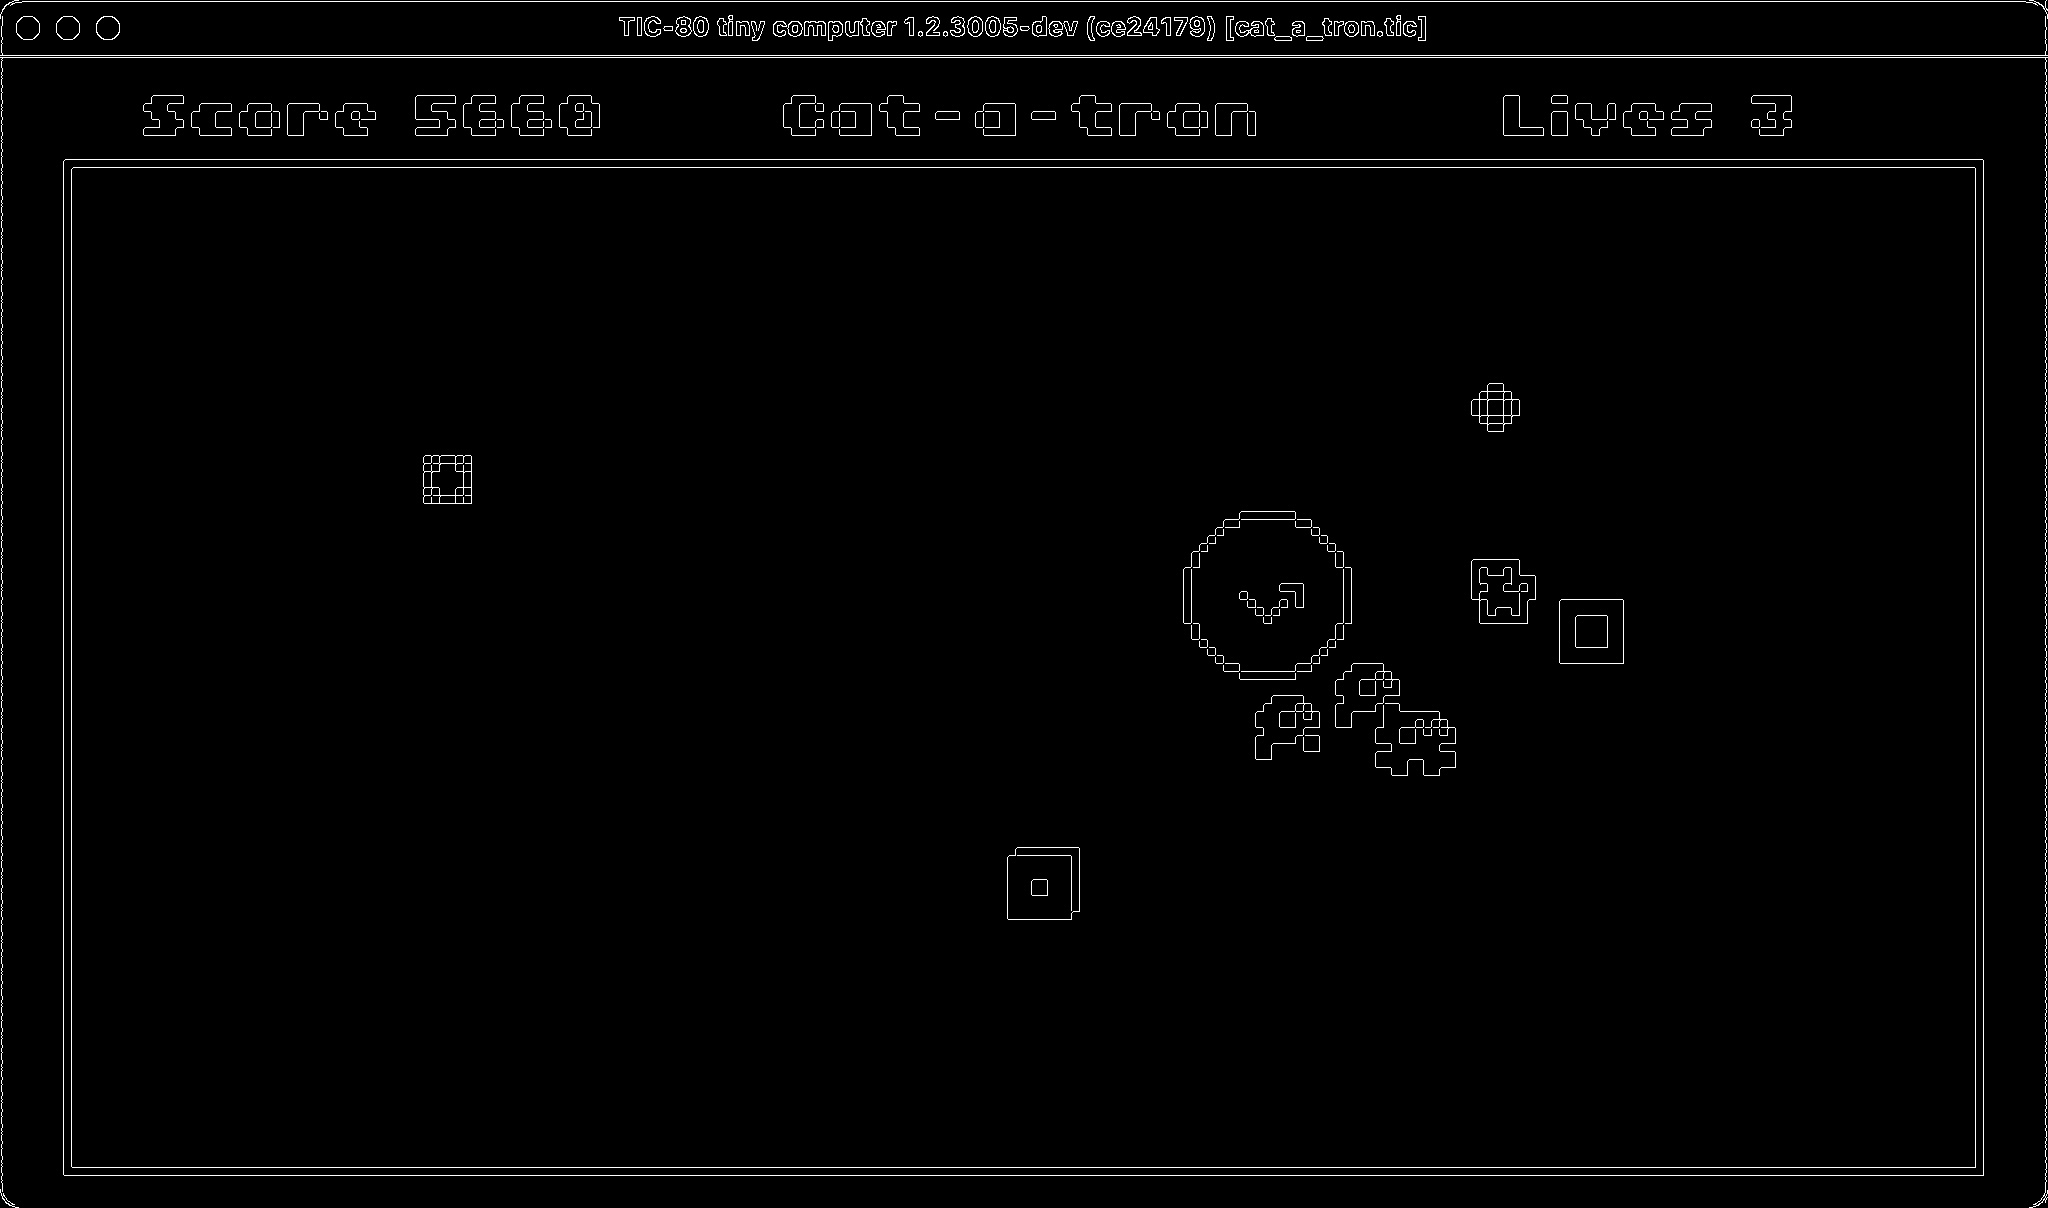 TIC-80 tiny computer 1.2.3005-dev (ce24179) [cat_a_tron.tic]
Score 5660 Cat-a-tron Lives 3